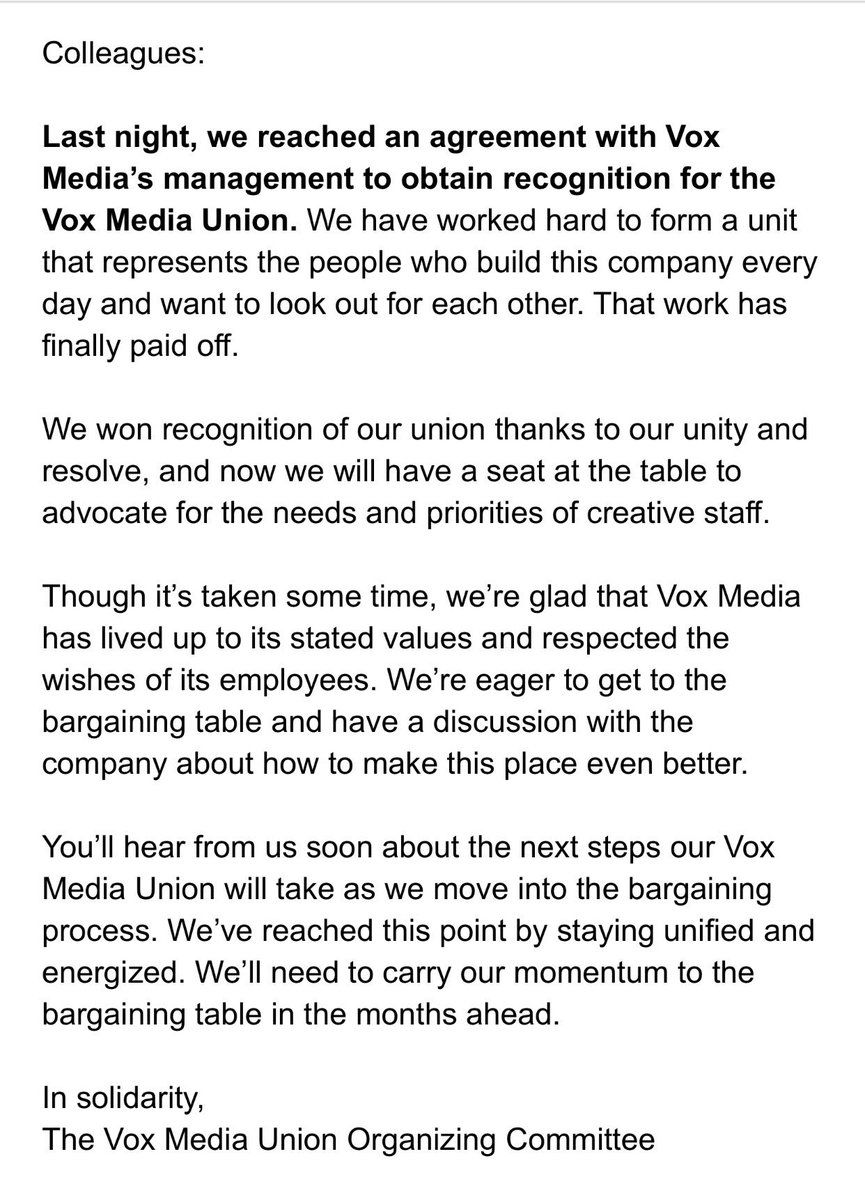 Colleagues:
Last night, we reached an agreement with Vox
Media’s management to obtain recognition for the
Vox Media Union. We have worked hard to form a unit
that represents the people who build this company every
day and want to look out for each other. That work has
finally paid off.
We won recognition of our union thanks to our unity and
resolve, and now we will have a seat at the table to
advocate for the needs and priorities of creative staff.
Though it’s taken some time, we’re glad that Vox Media
has lived up to its stated values and respected the
wishes of its employees. We’re eager to get to the
bargaining table and have a discussion with the
company about how to make this place even better.
You’ll hear from us soon about the next steps our Vox
Media Union will take as we move into the bargaining
process. We’ve reached this point by staying unified and
energized. We’ll need to carry our momentum to the
bargaining table in the months ahead.
In solidarity,
The Vox Media Union Organizing Committee